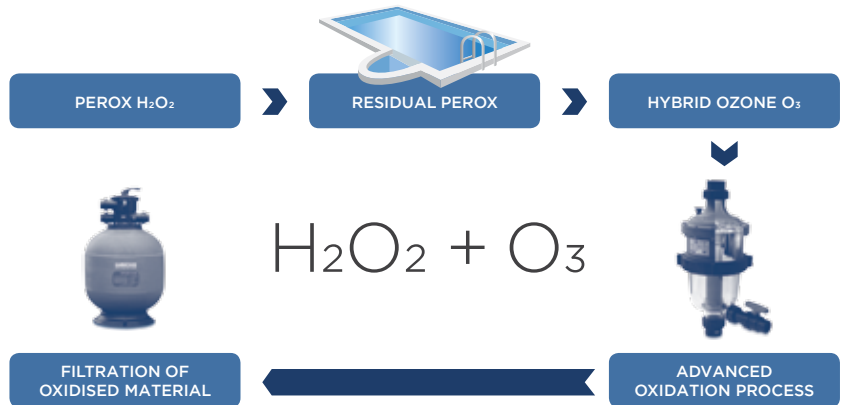 PEROX H₂O₂
RESIDUAL PEROX
HYBRID OZONE O₃
H₂O₂ + O₃
FILTRATION OF
OXIDISED MATERIAL
ADVANCED
OXIDATION PROCESS